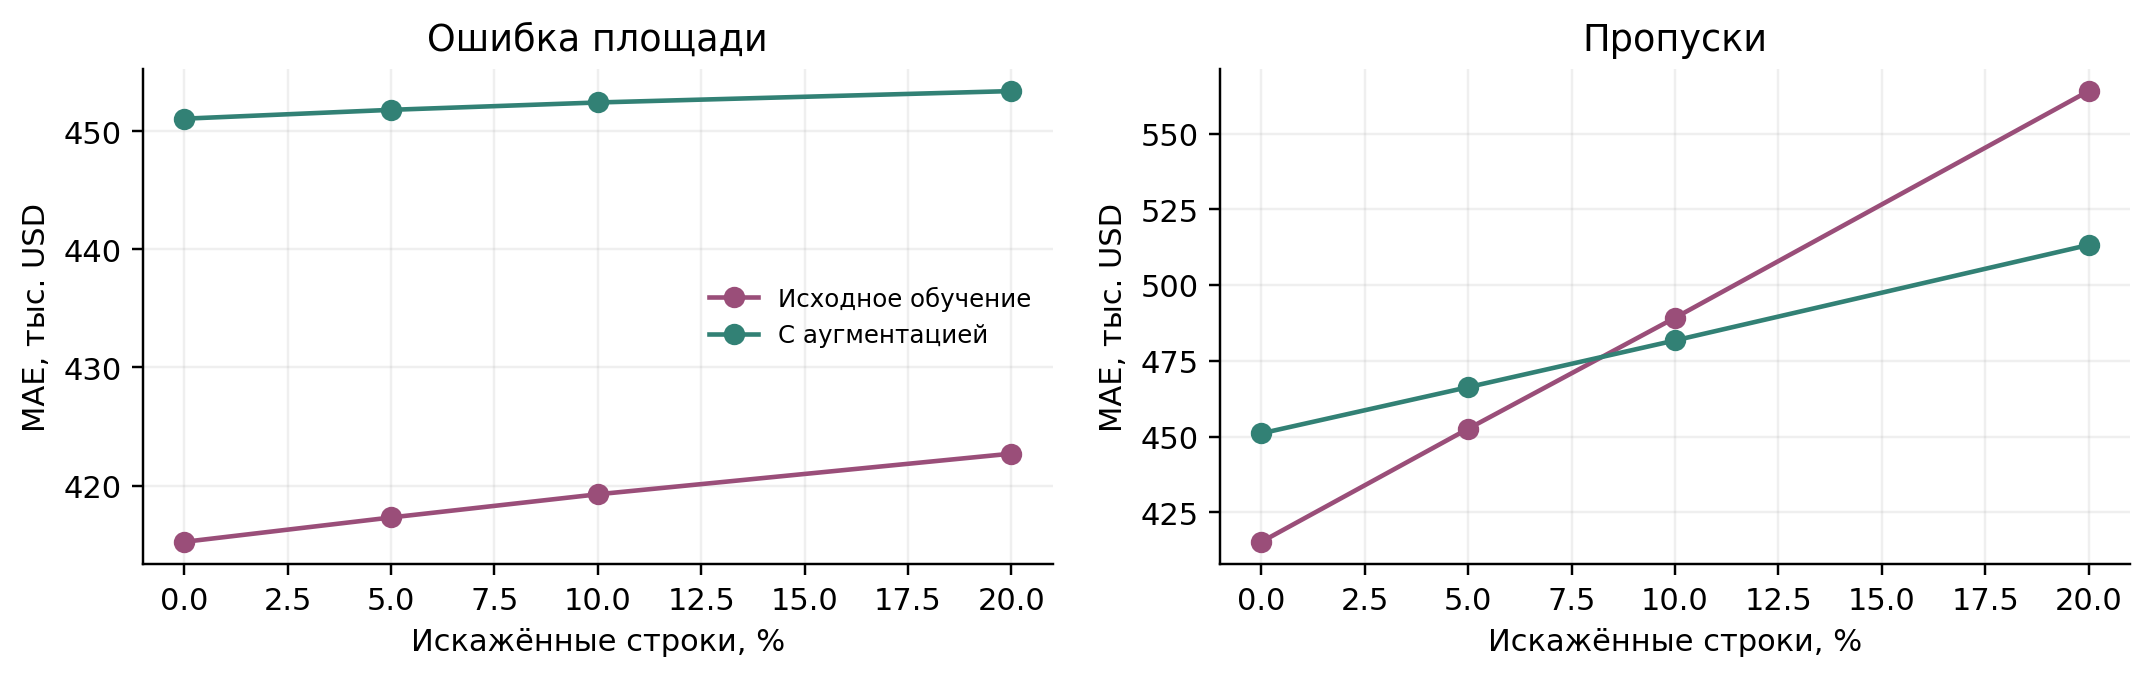 Ошибка площади
MAE, тыс. USD
450
440
430
420
Исходное обучение
С аугментацией
0.0 2.5 5.0 7.5 10.0 12.5 15.0 17.5 20.0
Искажённые строки, %
Пропуски
MAE, тыс. USD
550
525
500
475
450
425
0.0 2.5 5.0 7.5 10.0 12.5 15.0 17.5 20.0
Искажённые строки, %